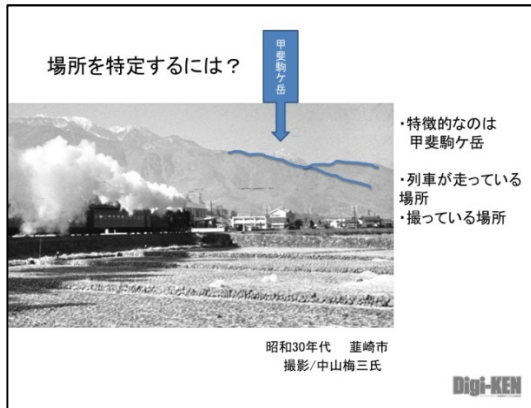 場所を特定するには？
甲斐駒ケ岳
・特徴的なのは
甲斐駒ケ岳
・列車が走っている
場所
・撮っている場所
昭和30年代　韮崎市
撮影/中山梅三氏
Digi-KEN